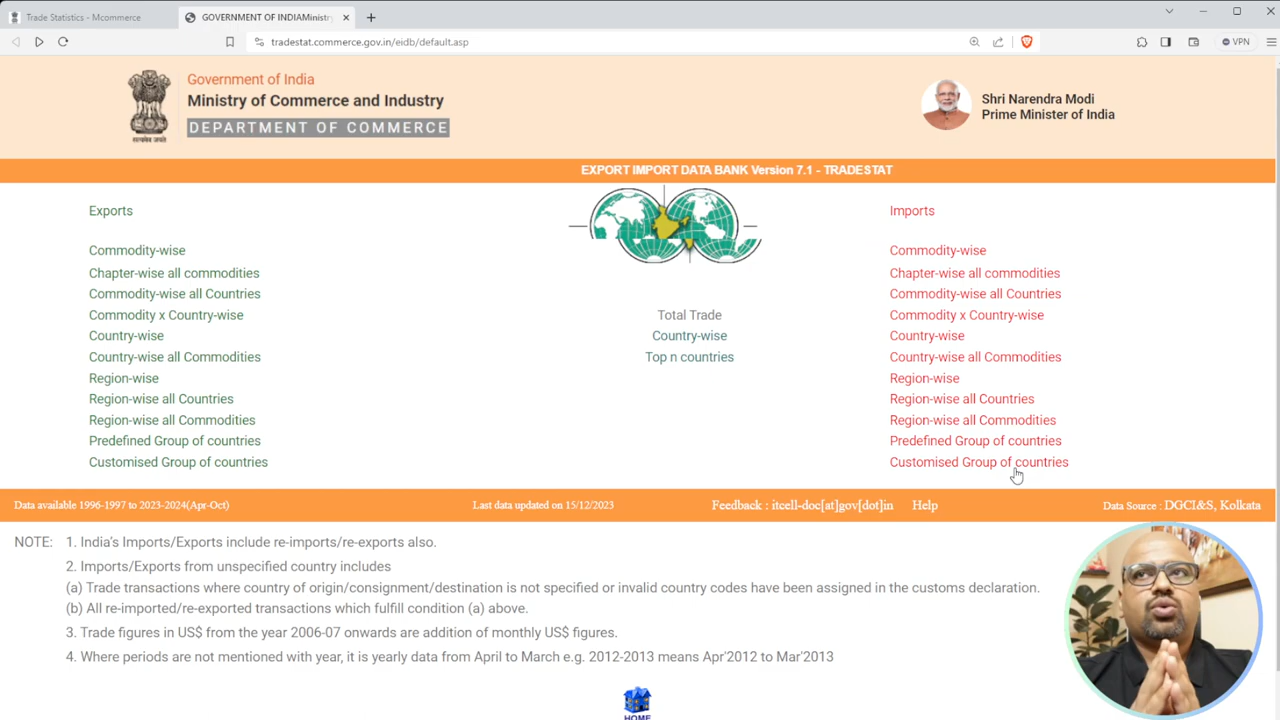 Trade Statistics - Mcommerce
GOVERNMENT OF INDIAMinistry
tradestat.commerce.gov.in/eidb/default.asp
VPN
Government of India
Ministry of Commerce and Industry
DEPARTMENT OF COMMERCE
सत्यमेव जयते
Shri Narendra Modi
Prime Minister of India
EXPORT IMPORT DATA BANK Version 7.1 - TRADESTAT
Exports
Commodity-wise
Chapter-wise all commodities
Commodity-wise all Countries
Commodity x Country-wise
Country-wise
Country-wise all Commodities
Region-wise
Region-wise all Countries
Region-wise all Commodities
Predefined Group of countries
Customised Group of countries
Total Trade
Country-wise
Top n countries
Imports
Commodity-wise
Chapter-wise all commodities
Commodity-wise all Countries
Commodity x Country-wise
Country-wise
Country-wise all Commodities
Region-wise
Region-wise all Countries
Region-wise all Commodities
Predefined Group of countries
Customised Group of countries
Data available 1996-1997 to 2023-2024(Apr-Oct)
Last data updated on 15/12/2023
Feedback : itcell-doc[at]gov[dot]in
Help
Data Source : DGCI&S, Kolkata
NOTE: 1. India's Imports/Exports include re-imports/re-exports also.
2. Imports/Exports from unspecified country includes
(a) Trade transactions where country of origin/consignment/destination is not specified or invalid country codes have been assigned in the customs declaration.
(b) All re-imported/re-exported transactions which fulfill condition (a) above.
3. Trade figures in US$ from the year 2006-07 onwards are addition of monthly US$ figures.
4. Where periods are not mentioned with year, it is yearly data from April to March e.g. 2012-2013 means Apr'2012 to Mar'2013
HOME